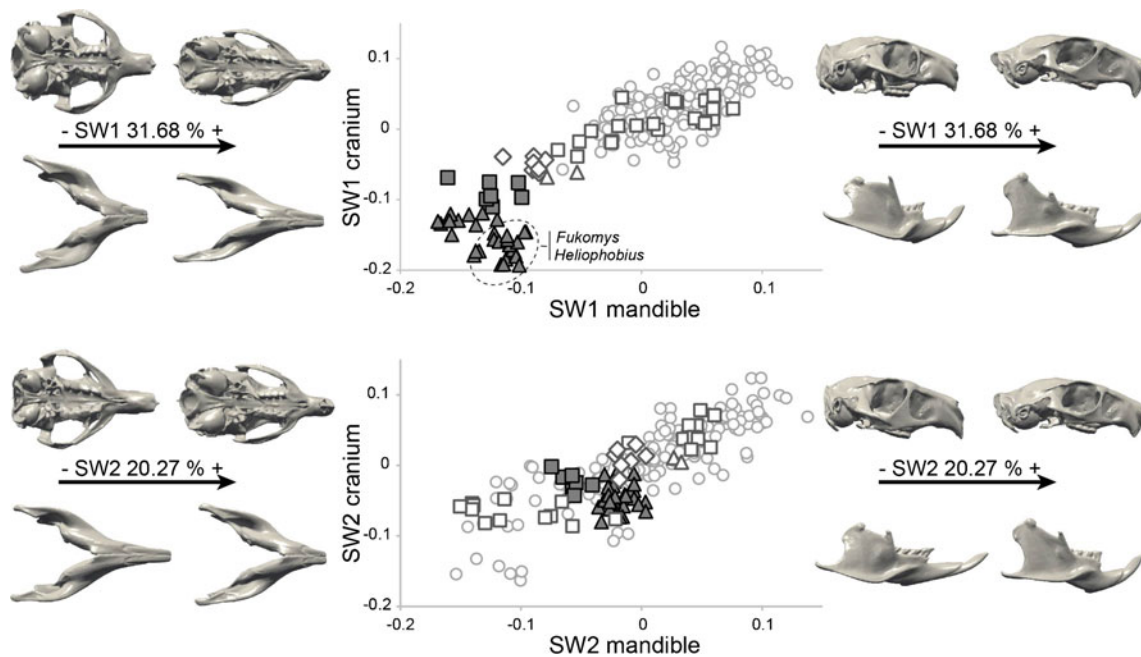 - SW1 31.68 % +
SW1 cranium
0.1
0
-0.1
-0.2
-0.2
-0.1
0
0.1
SW1 mandible
Fukomys
Heliophobius
- SW1 31.68 % +
- SW2 20.27 % +
SW2 cranium
0.1
0
-0.1
-0.2
-0.2
-0.1
0
0.1
SW2 mandible
- SW2 20.27 % +